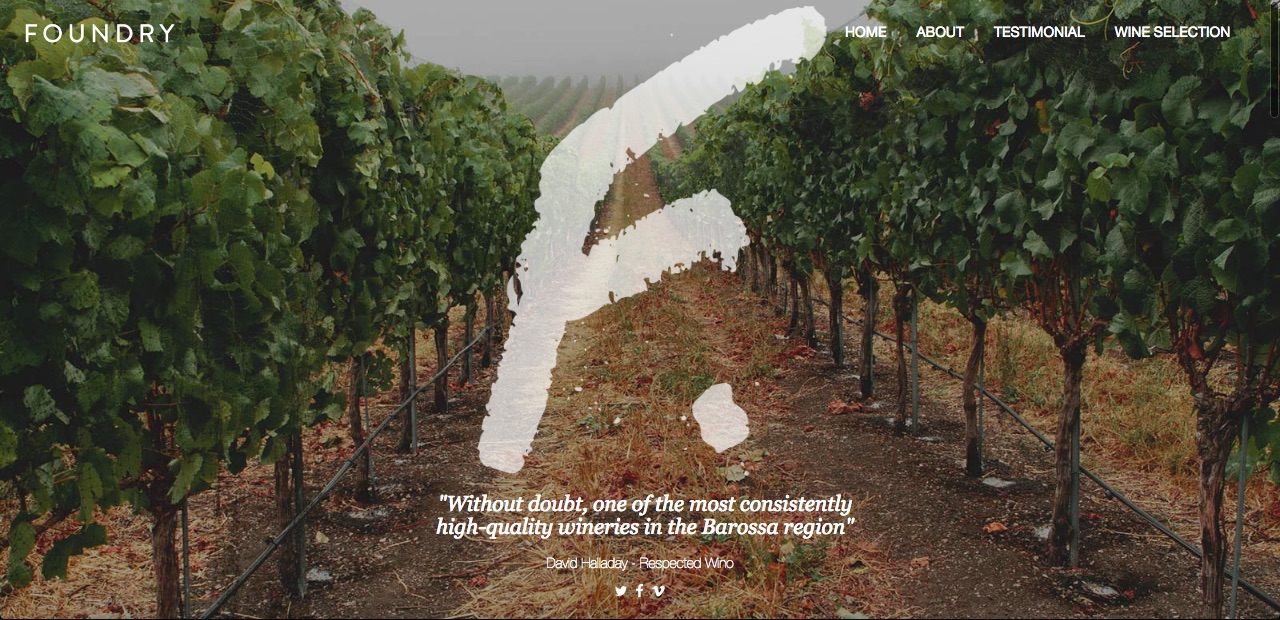 FOUNDRY
HOME ABOUT TESTIMONIAL WINE SELECTION
"Without doubt, one of the most consistently
high-quality wineries in the Barossa region"
David Halladay - Respected Wino